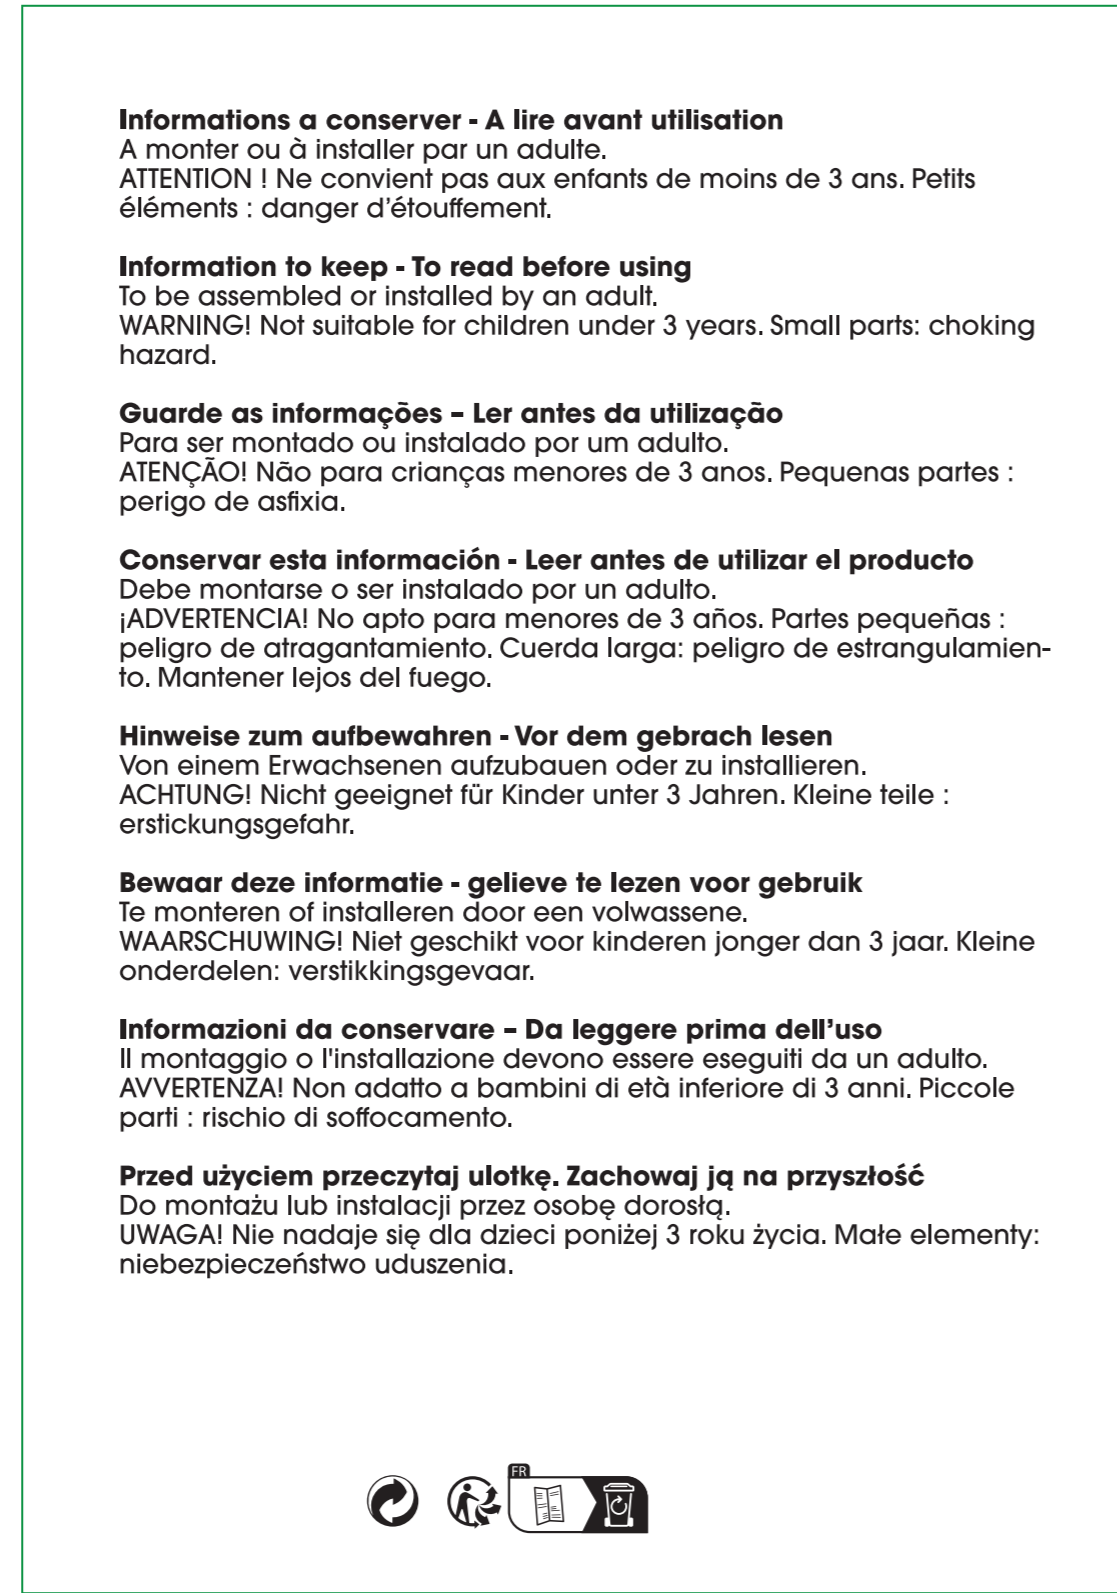 Informations a conserver - A lire avant utilisation
A monter ou à installer par un adulte.
ATTENTION ! Ne convient pas aux enfants de moins de 3 ans. Petits
éléments : danger d'étouffement.
Information to keep - To read before using
To be assembled or installed by an adult.
WARNING! Not suitable for children under 3 years. Small parts: choking
hazard.
Guarde as informações – Ler antes da utilização
Para ser montado ou instalado por um adulto.
ATENÇÃO! Não para crianças menores de 3 anos. Pequenas partes :
perigo de asfixia.
Conservar esta información - Leer antes de utilizar el producto
Debe montarse o ser instalado por un adulto.
¡ADVERTENCIA! No apto para menores de 3 años. Partes pequeñas :
peligro de atragantamiento. Cuerda larga: peligro de estrangulamien-
to. Mantener lejos del fuego.
Hinweise zum aufbewahren - Vor dem gebrach lesen
Von einem Erwachsenen aufzubauen oder zu installieren.
ACHTUNG! Nicht geeignet für Kinder unter 3 Jahren. Kleine teile :
erstickungsgefahr.
Bewaar deze informatie - gelieve te lezen voor gebruik
Te monteren of installeren door een volwassene.
WAARSCHUWING! Niet geschikt voor kinderen jonger dan 3 jaar. Kleine
onderdelen: verstikkingsgevaar.
Informazioni da conservare – Da leggere prima dell'uso
Il montaggio o l'installazione devono essere eseguiti da un adulto.
AVVERTENZA! Non adatto a bambini di età inferiore di 3 anni. Piccole
parti : rischio di soffocamento.
Przed użyciem przeczytaj ulotkę. Zachowaj ją na przyszłość
Do montażu lub instalacji przez osobę dorosłą.
UWAGA! Nie nadaje się dla dzieci poniżej 3 roku życia. Małe elementy:
niebezpieczeństwo uduszenia.
FR